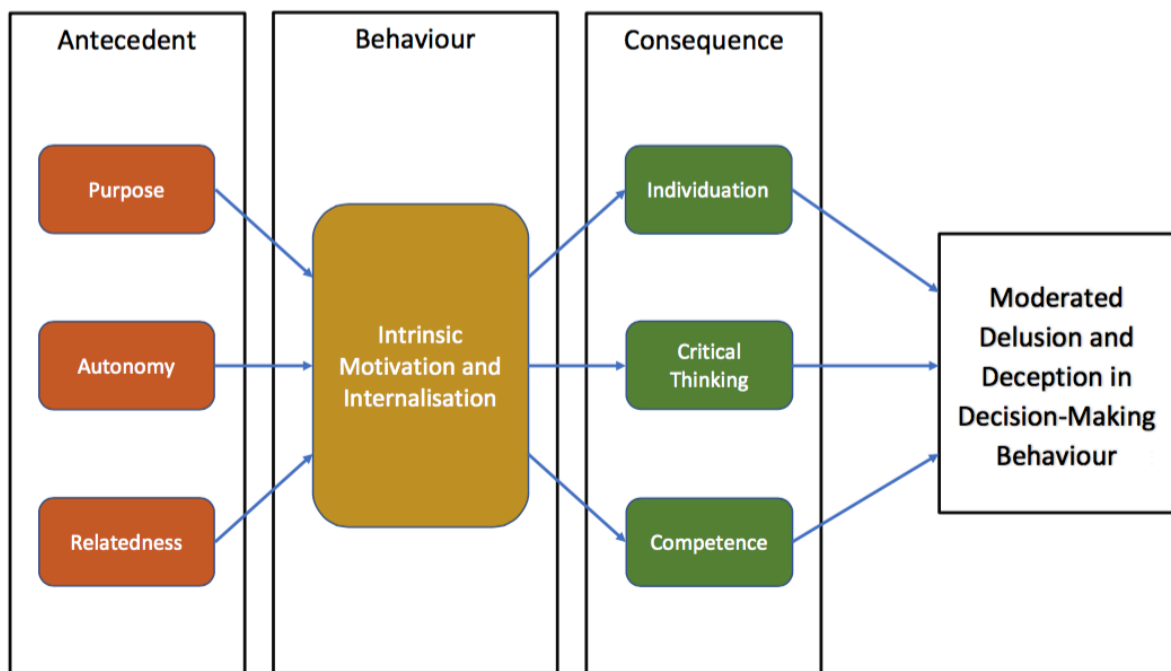 Antecedent
Behaviour
Consequence
Purpose
Autonomy
Relatedness
Intrinsic
Motivation and
Internalisation
Individuation
Critical
Thinking
Competence
Moderated
Delusion and
Deception in
Decision-Making
Behaviour